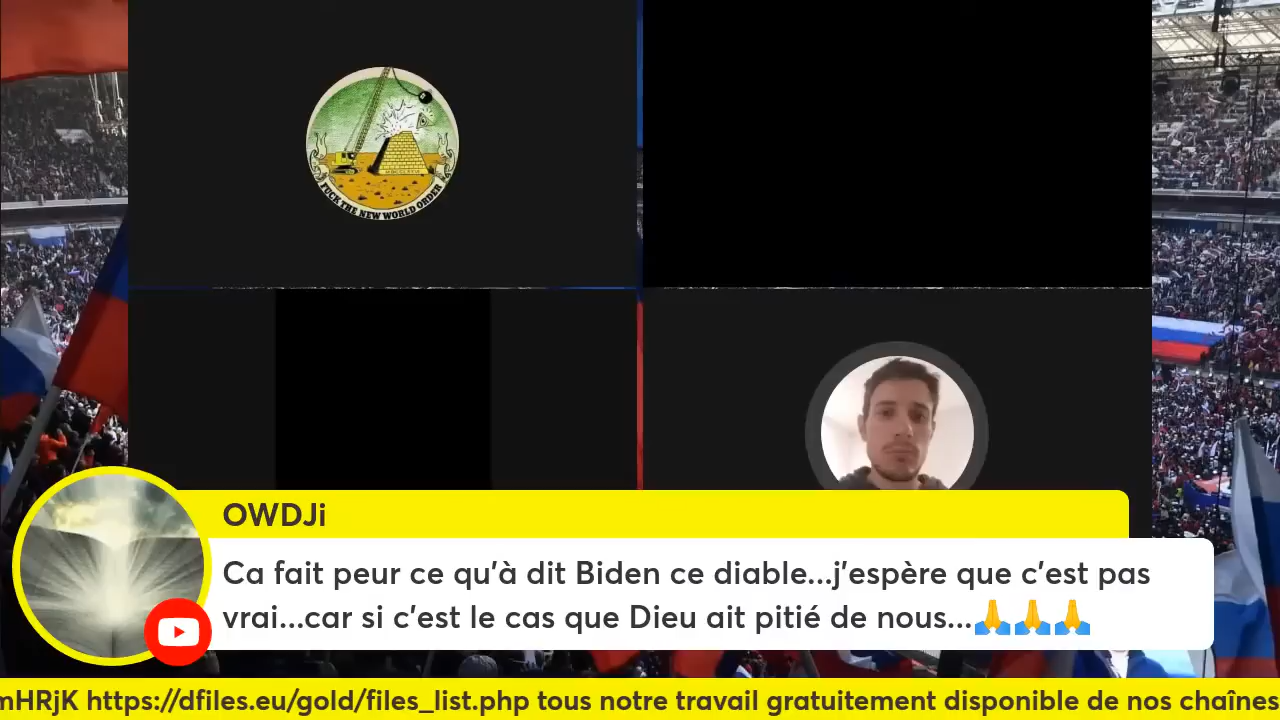 FUCK THE NEW WORLD ORDER
OWDJi
Ca fait peur ce qu'à dit Biden ce diable...j'espère que c'est pas
vrai...car si c'est le cas que Dieu ait pitié de nous...🙏🙏🙏
mHRjK https://dfiles.eu/gold/files_list.php tous notre travail gratuitement disponible de nos chaînes